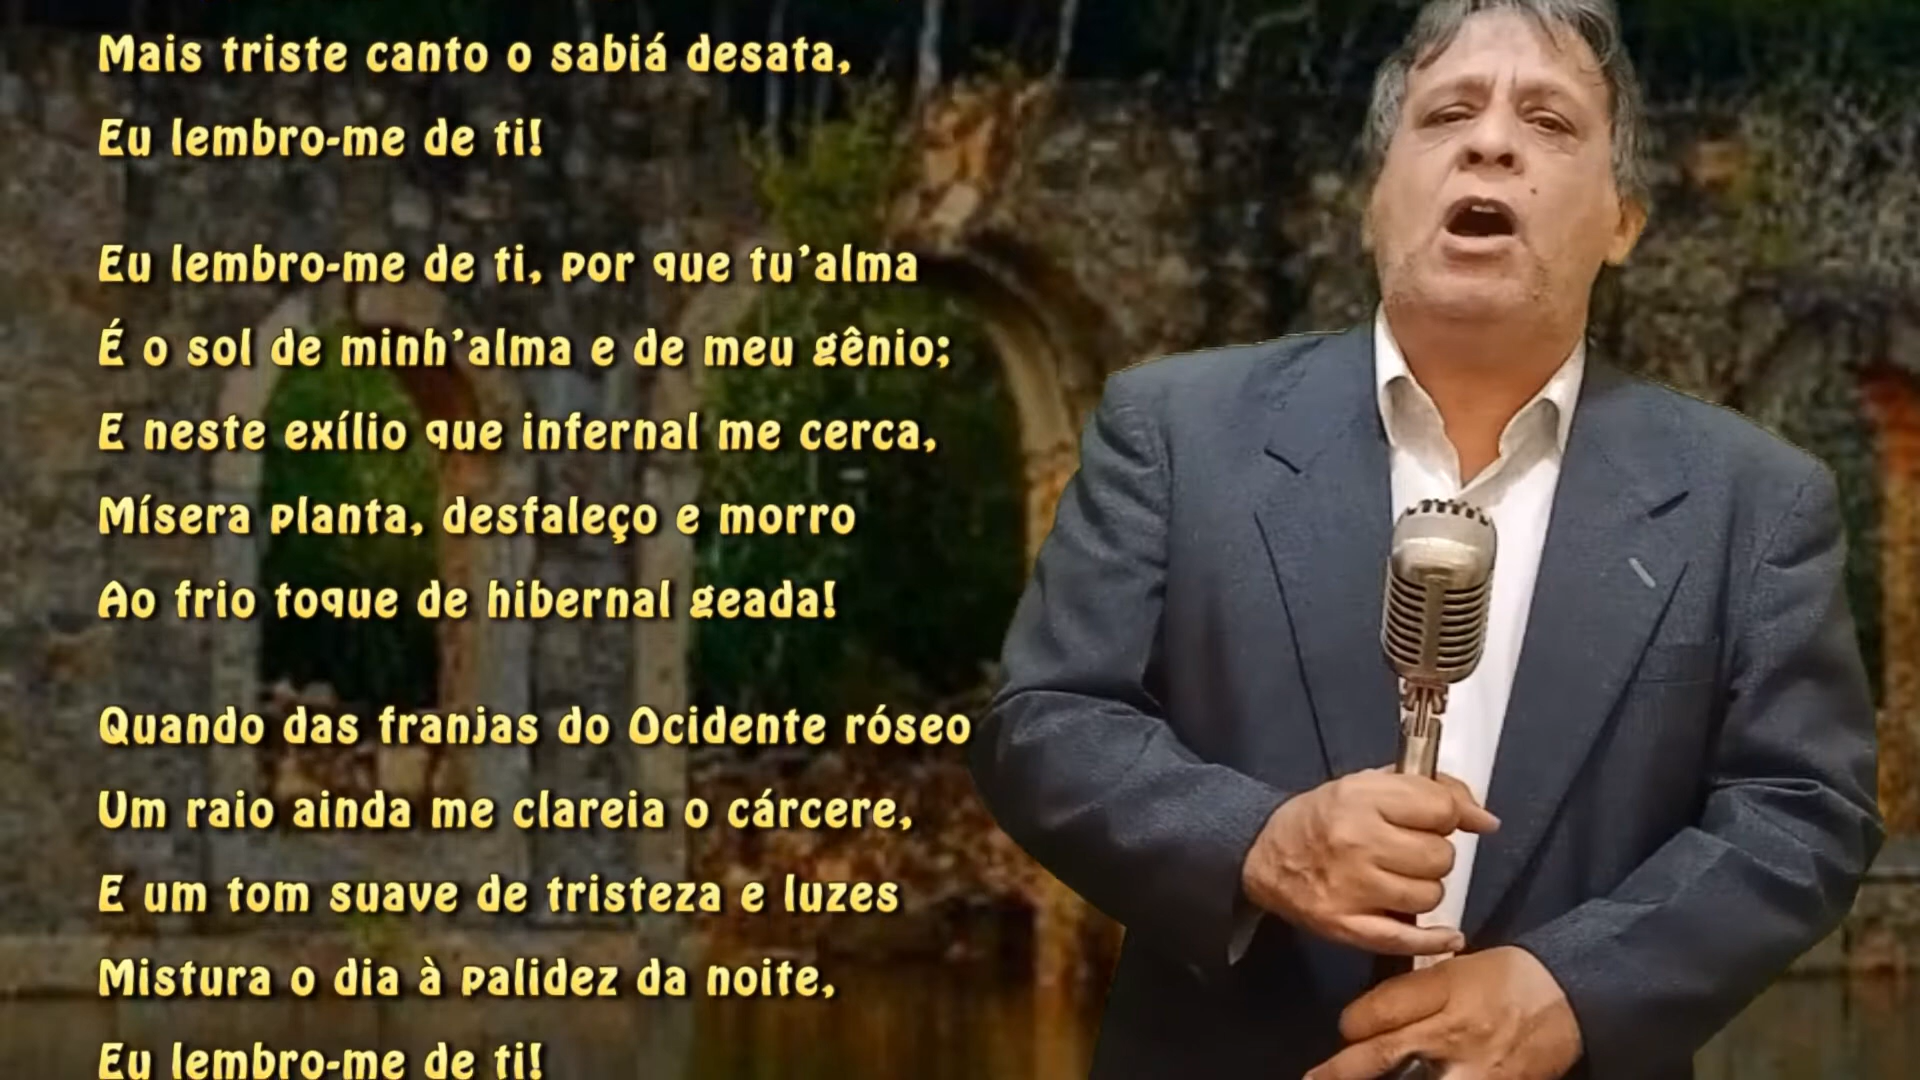 Mais triste canto o sabiá desata,
Eu lembro-me de ti!
Eu lembro-me de ti, por que tu’alma
É o sol de minh’alma e de meu gênio;
E neste exílio que infernal me cerca,
Mísera planta, desfaleço e morro
Ao frio toque de hibernal geada!
Quando das franjas do Ocidente róseo
Um raio ainda me clareia o cárcere,
E um tom suave de tristeza e luzes
Mistura o dia à palidez da noite,
Eu lembro-me de ti!